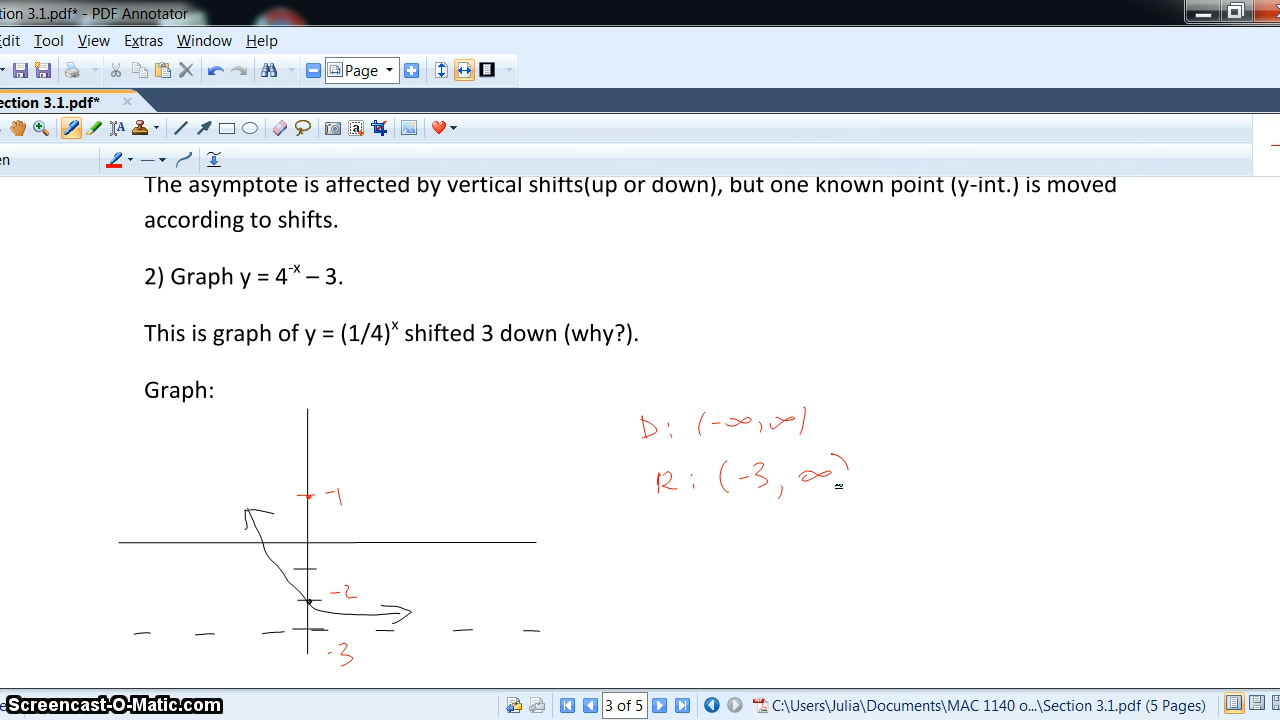 ction 3.1.pdf* - PDF Annotator
dit Tool View Extras Window Help
Page
ection 3.1.pdf*
en
The asymptote is affected by vertical shifts(up or down), but one known point (y-int.) is moved
according to shifts.
2) Graph y = 4^-x – 3.
This is graph of y = (1/4)^x shifted 3 down (why?).
Graph:
D: (-∞,∞)
R: (-3, ∞)
-1
-2
-3
Screencast-O-Matic.com
3 of 5
C:\Users\Julia\Documents\MAC 1140 o...\Section 3.1.pdf (5 Pages)